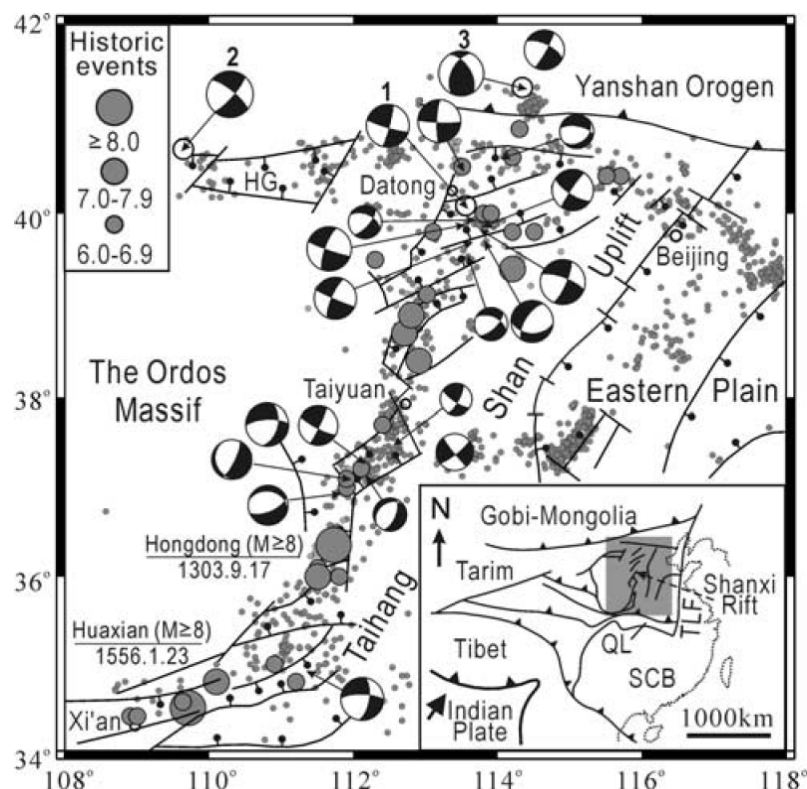 42°
40°
38°
36°
34°
108°
110°
112°
114°
116°
118°
Historic
events
≥ 8.0
7.0-7.9
6.0-6.9
2
1
3
Yanshan Orogen
HG
Datong
Beijing
Uplift
Shan
Taihang
The Ordos
Massif
Taiyuan
Eastern Plain
Hongdong (M≥8)
1303.9.17
Huaxian (M≥8)
1556.1.23
Xi'an
N
Gobi-Mongolia
Tarim
Shanxi
Rift
TLF
Tibet
QL
SCB
Indian
Plate
1000km